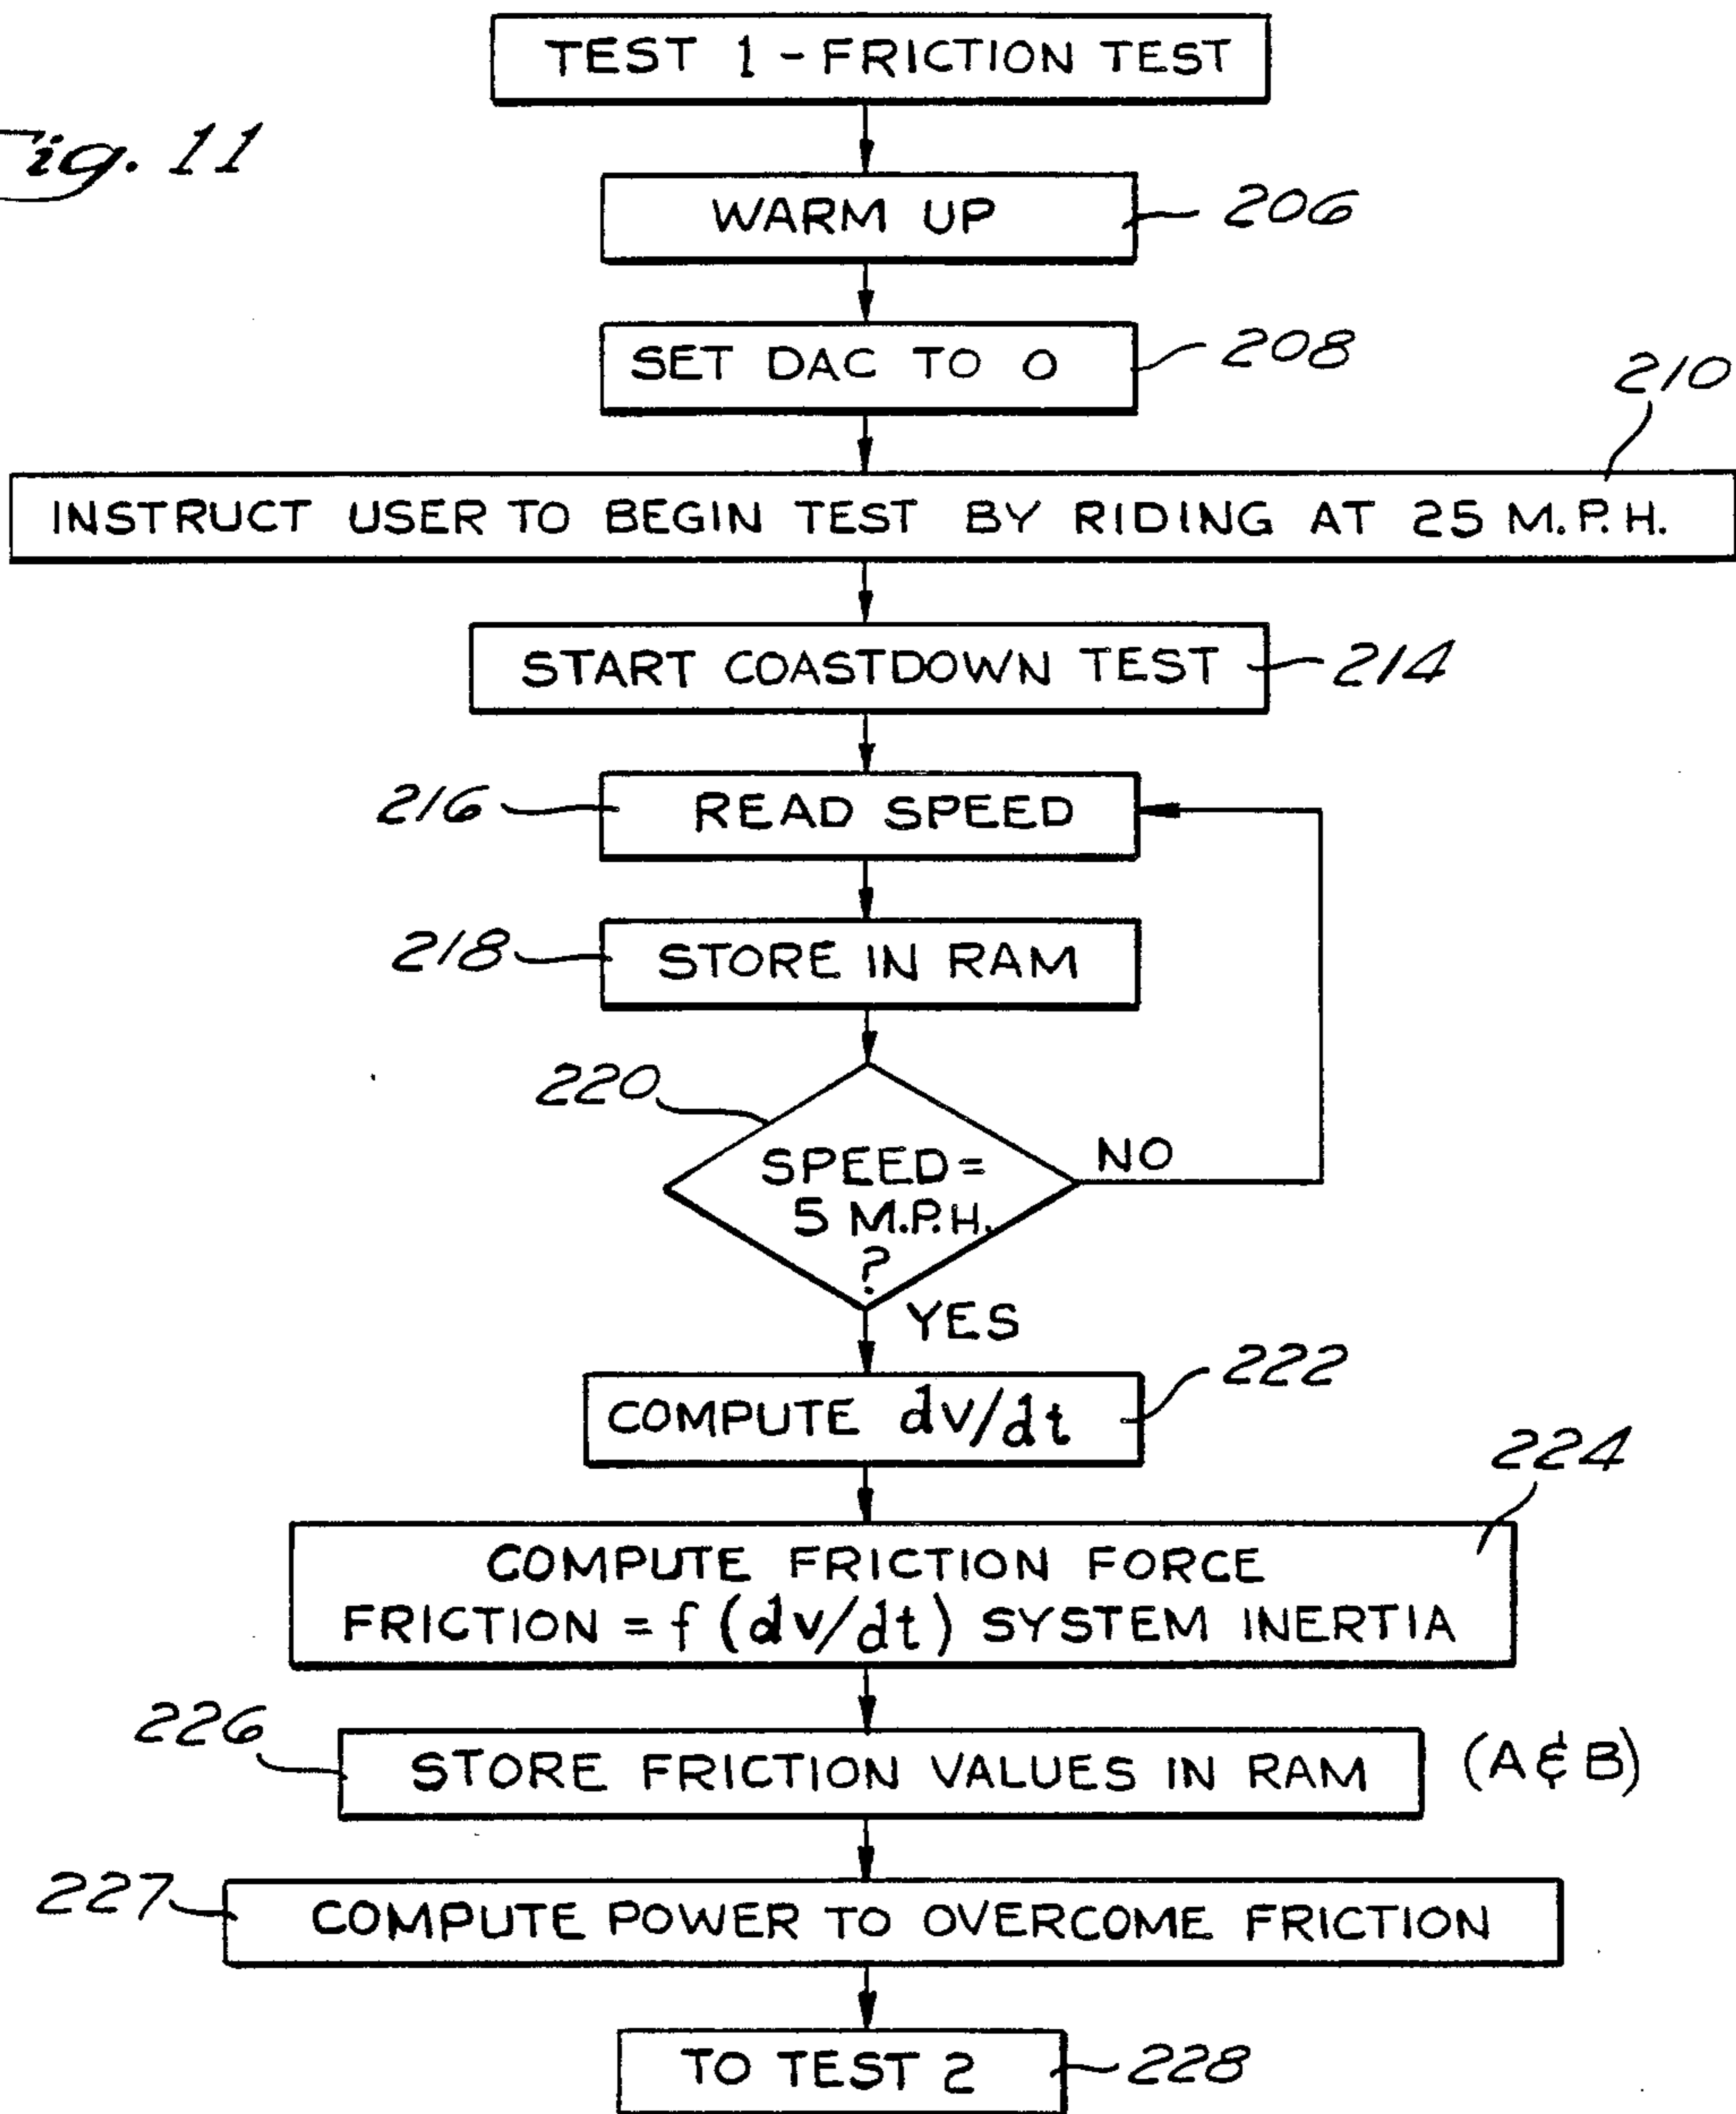 TEST 1 - FRICTION TEST
Fig. 11
WARM UP
206
SET DAC TO 0
208
210
INSTRUCT USER TO BEGIN TEST BY RIDING AT 25 M.P.H.
START COASTDOWN TEST
214
216
READ SPEED
218
STORE IN RAM
220
SPEED =
5 M.P.H.
?
NO
YES
222
COMPUTE dv/dt
224
COMPUTE FRICTION FORCE
FRICTION = f (dv/dt) SYSTEM INERTIA
226
STORE FRICTION VALUES IN RAM
(A & B)
227
COMPUTE POWER TO OVERCOME FRICTION
TO TEST 2
228